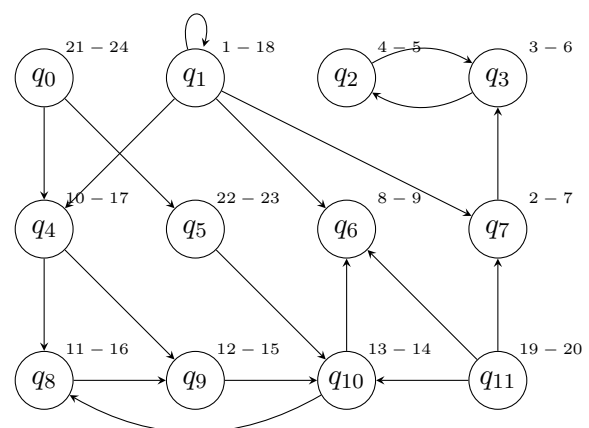 21 − 24 1 − 18 4 − 5 3 − 6
q0 q1 q2 q3
10 − 17 22 − 23 8 − 9 2 − 7
q4 q5 q6 q7
11 − 16 12 − 15 13 − 14 19 − 20
q8 q9 q10 q11